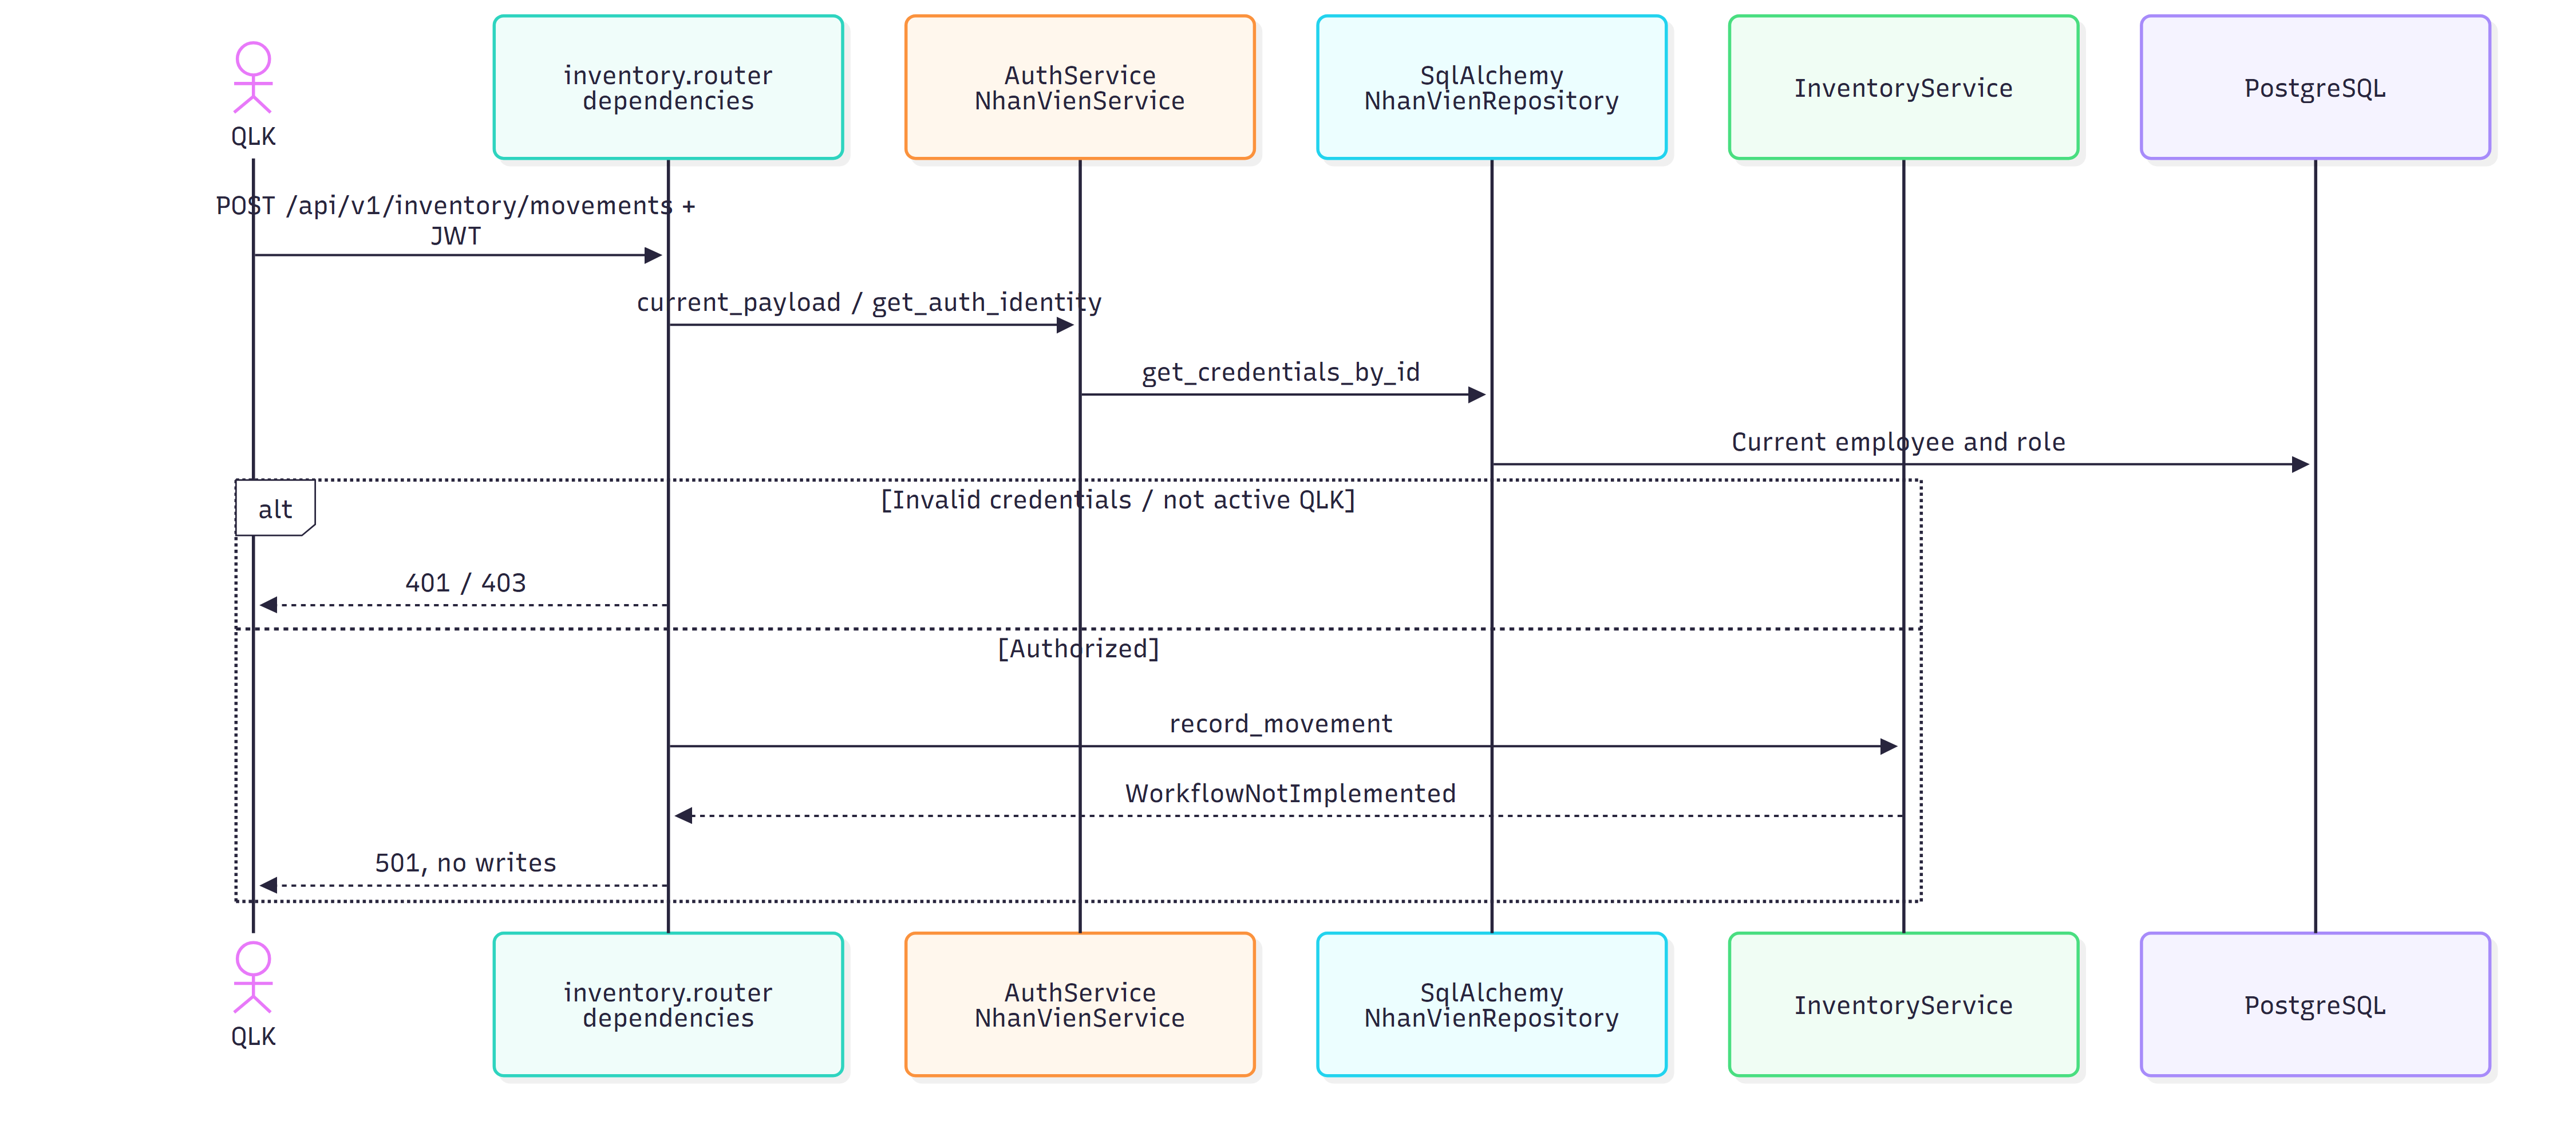 QLK
inventory.router
dependencies
AuthService
NhanVienService
SqlAlchemy
NhanVienRepository
InventoryService
PostgreSQL
POST /api/v1/inventory/movements +
JWT
current_payload / get_auth_identity
get_credentials_by_id
Current employee and role
alt
[Invalid credentials / not active QLK]
401 / 403
[Authorized]
record_movement
WorkflowNotImplemented
501, no writes
QLK
inventory.router
dependencies
AuthService
NhanVienService
SqlAlchemy
NhanVienRepository
InventoryService
PostgreSQL